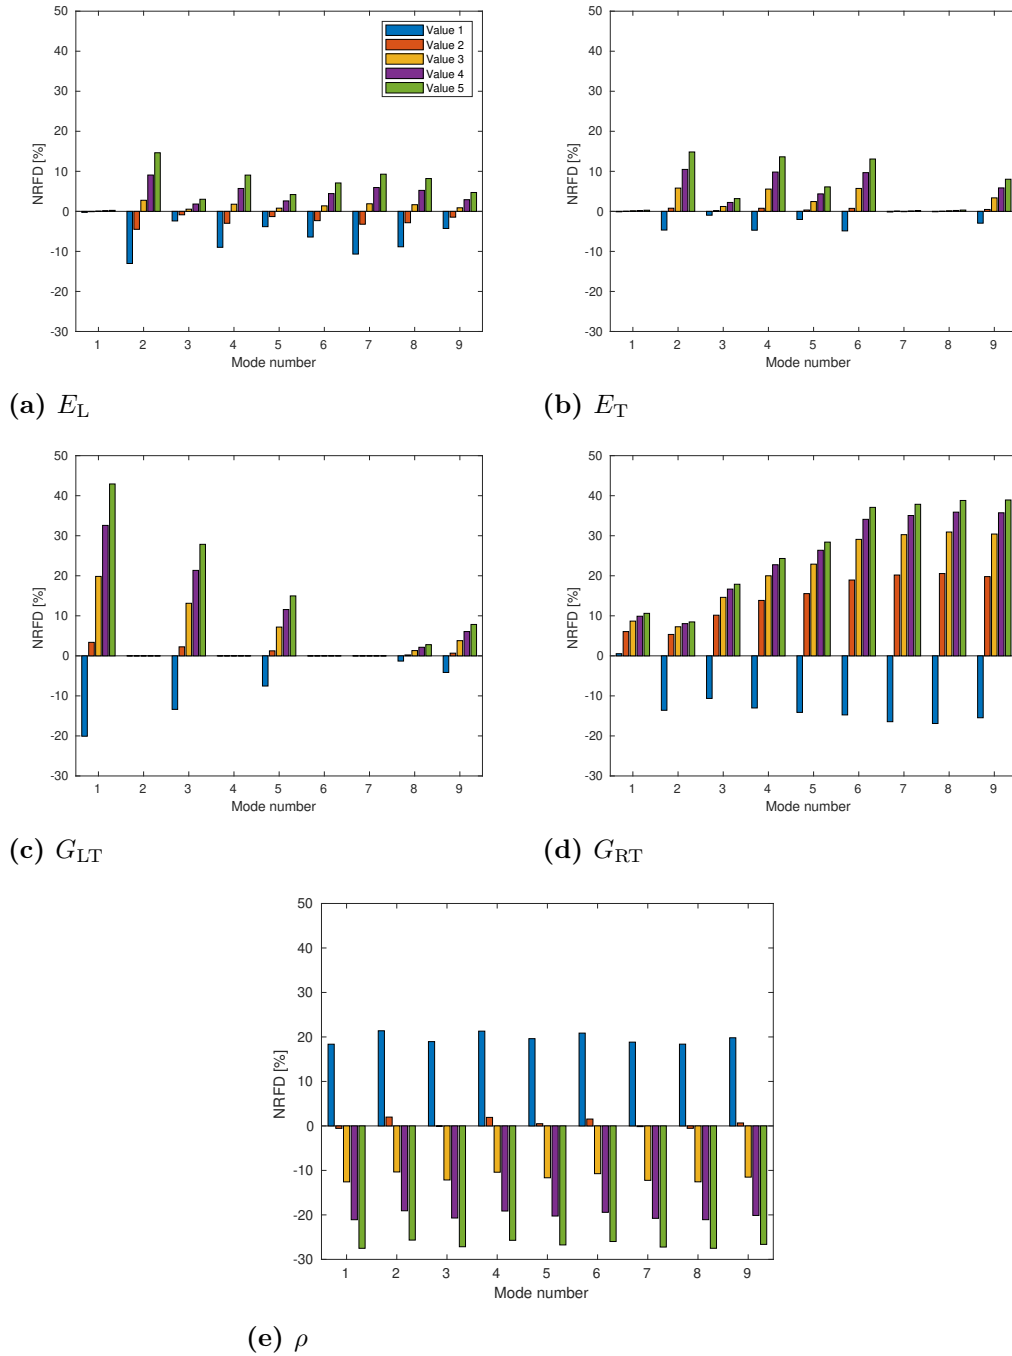 50
40
30
20
10
0
-10
-20
-30
NRFD [%]
Value 1
Value 2
Value 3
Value 4
Value 5
1 2 3 4 5 6 7 8 9
Mode number
(a) E_L
50
40
30
20
10
0
-10
-20
-30
NRFD [%]
1 2 3 4 5 6 7 8 9
Mode number
(b) E_T
50
40
30
20
10
0
-10
-20
-30
NRFD [%]
1 2 3 4 5 6 7 8 9
Mode number
(c) G_LT
50
40
30
20
10
0
-10
-20
-30
NRFD [%]
1 2 3 4 5 6 7 8 9
Mode number
(d) G_RT
50
40
30
20
10
0
-10
-20
-30
NRFD [%]
1 2 3 4 5 6 7 8 9
Mode number
(e) ρ